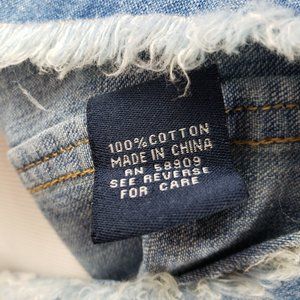 100% COTTON
MADE IN CHINA
RN 58909
SEE REVERSE
FOR CARE